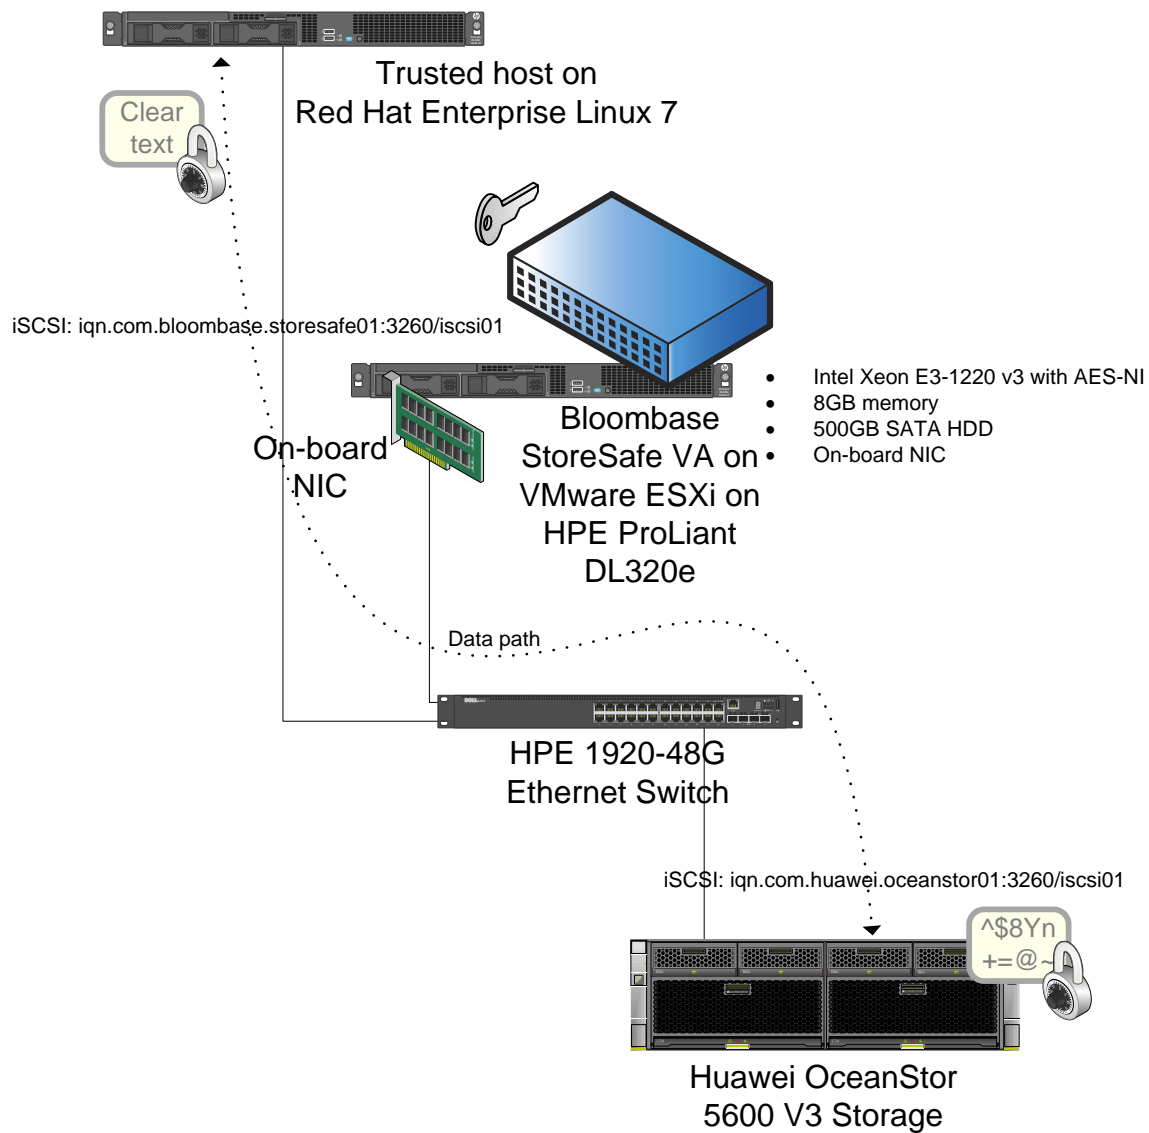 Trusted host on
Red Hat Enterprise Linux 7
Clear
text
iSCSI: iqn.com.bloombase.storesafe01:3260/iscsi01
• Intel Xeon E3-1220 v3 with AES-NI
• 8GB memory
• 500GB SATA HDD
• On-board NIC
On-board
NIC
Bloombase
StoreSafe VA on
VMware ESXi on
HPE ProLiant
DL320e
Data path
DELL
HPE 1920-48G
Ethernet Switch
iSCSI: iqn.com.huawei.oceanstor01:3260/iscsi01
^$8Yn
+=@~
Huawei OceanStor
5600 V3 Storage